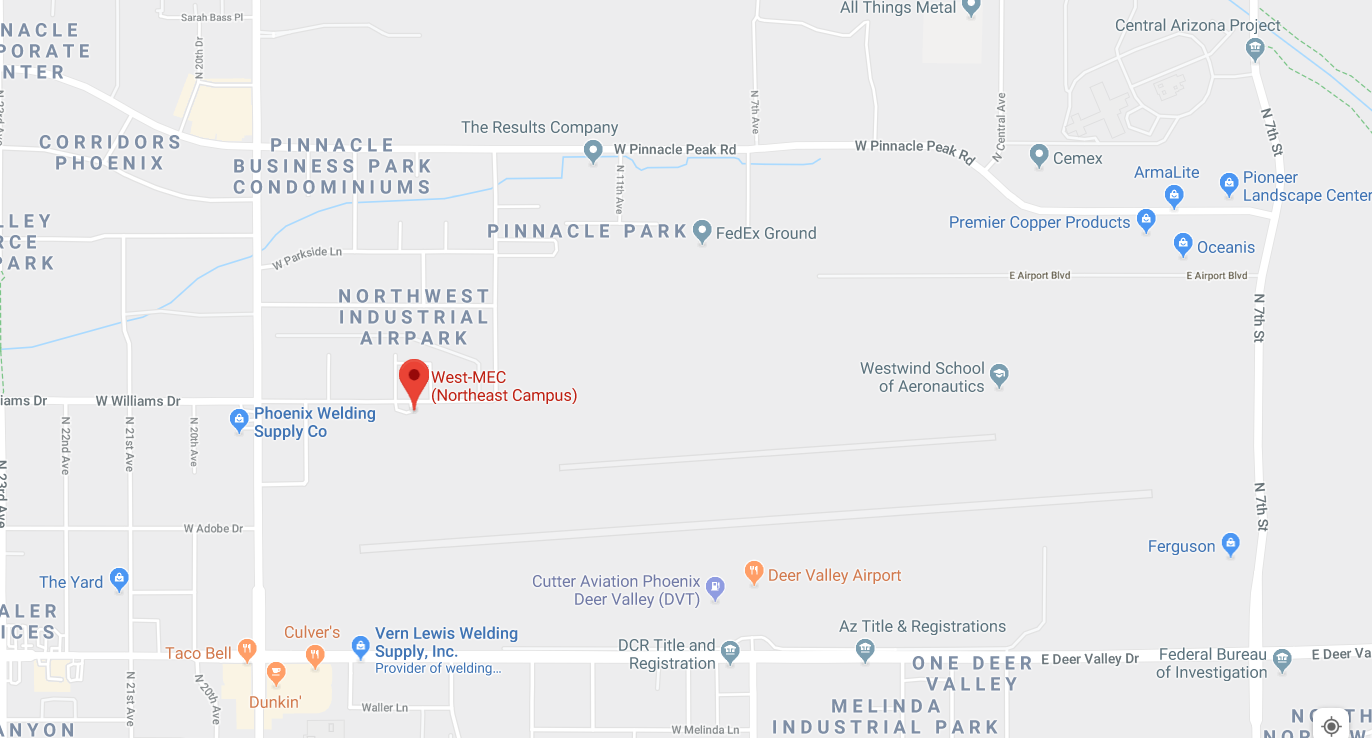 Sarah Bass Pl
All Things Metal
Central Arizona Project
NACLE
PORATE
NTER
N 20th Dr
N 23rd Ave
N 7th Ave
N Central Ave
N 7th St
CORRIDORS
PHOENIX
PINNACLE
BUSINESS PARK
CONDOMINIUMS
The Results Company
W Pinnacle Peak Rd
W Pinnacle Peak Rd
Cemex
ArmaLite
Pioneer
Landscape Center
N 11th Ave
Premier Copper Products
Oceanis
LLEY
RCE
PARK
PINNACLE PARK
FedEx Ground
W Parkside Ln
E Airport Blvd
E Airport Blvd
NORTHWEST
INDUSTRIAL
AIRPARK
N 7th St
West-MEC
(Northeast Campus)
Westwind School
of Aeronautics
iams Dr
W Williams Dr
Phoenix Welding
Supply Co
N 22nd Ave
N 21st Ave
N 20th Ave
N 23rd Ave
N 7th St
W Adobe Dr
Ferguson
The Yard
Cutter Aviation Phoenix
Deer Valley (DVT)
Deer Valley Airport
ALER
ICES
Taco Bell
Culver's
Vern Lewis Welding
Supply, Inc.
Provider of welding...
DCR Title and
Registration
Az Title & Registrations
ONE DEER
VALLEY
E Deer Valley Dr
Federal Bureau
of Investigation
E Deer Va
N 21st Ave
N 20th Ave
Dunkin'
Waller Ln
W Melinda Ln
MELINDA
INDUSTRIAL PARK
ANYON